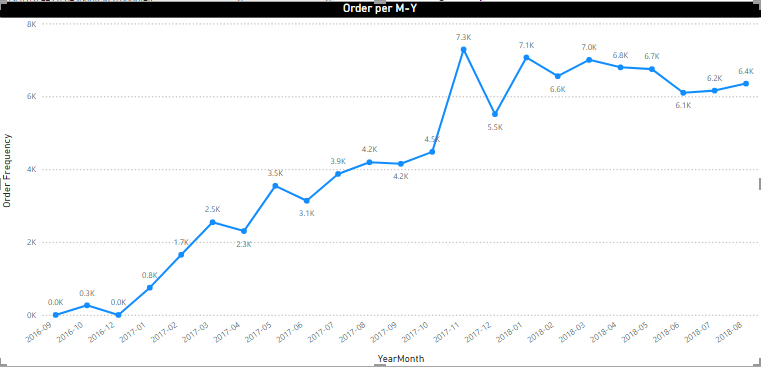 Order per M-Y
8K
6K
4K
2K
0K
Order Frequency
0.0K
0.3K
0.0K
0.8K
1.7K
2.5K
2.3K
3.5K
3.1K
3.9K
4.2K
4.2K
4.5K
7.3K
5.5K
7.1K
6.6K
7.0K
6.8K
6.7K
6.1K
6.2K
6.4K
2016-09
2016-10
2016-12
2017-01
2017-02
2017-03
2017-04
2017-05
2017-06
2017-07
2017-08
2017-09
2017-10
2017-11
2017-12
2018-01
2018-02
2018-03
2018-04
2018-05
2018-06
2018-07
2018-08
YearMonth